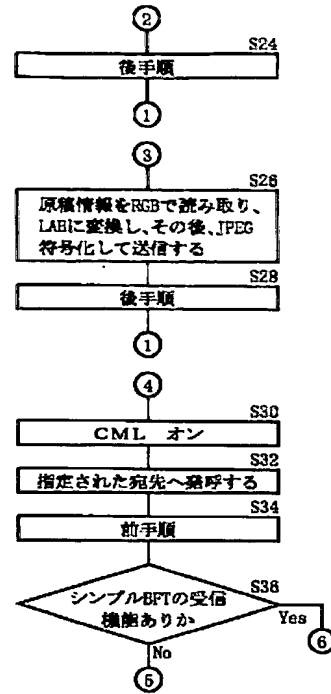 ②
S24
後手順
①
③
S26
原稿情報をRGBで読み取り、
LABに変換し、その後、JPEG
符号化して送信する
S28
後手順
①
④
S30
CML オン
S32
指定された宛先へ発呼する
S34
前手順
S36
シンプルBFTの受信
機能ありか
Yes
⑥
No
⑤